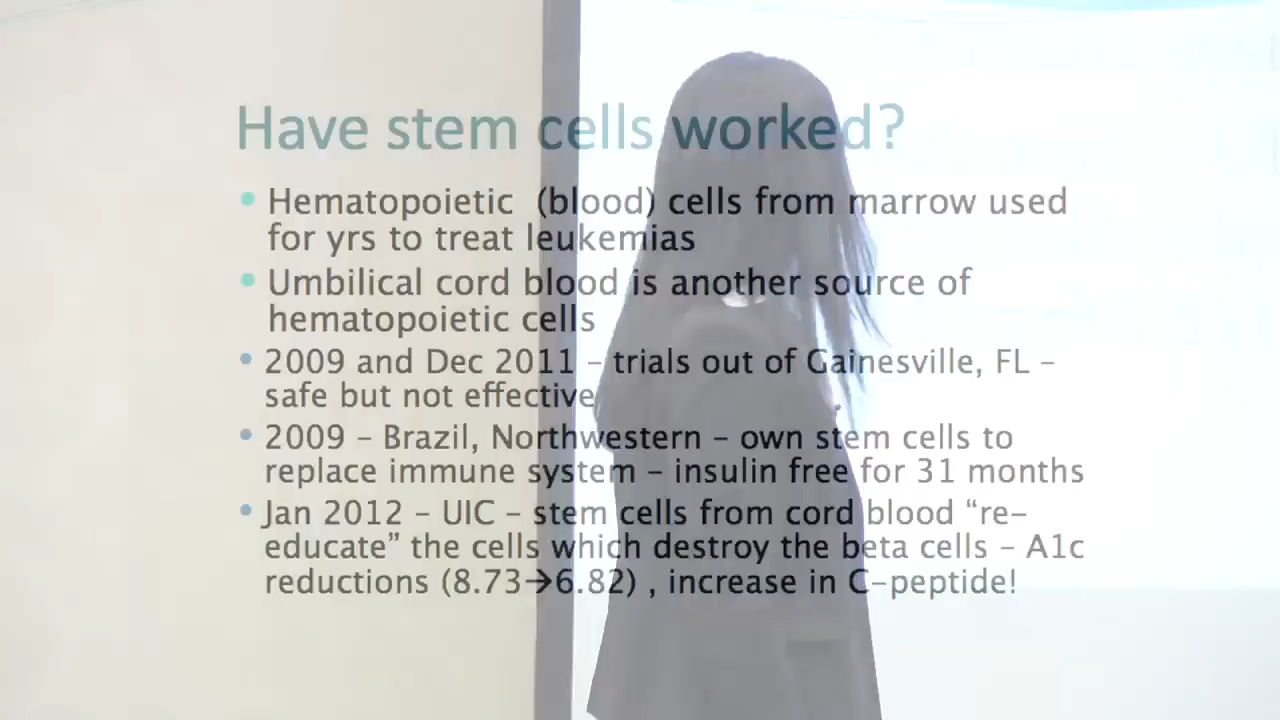 Have stem cells worked?
• Hematopoietic (blood) cells from marrow used
for yrs to treat leukemias
• Umbilical cord blood is another source of
hematopoietic cells
• 2009 and Dec 2011 – trials out of Gainesville, FL –
safe but not effective
• 2009 – Brazil, Northwestern – own stem cells to
replace immune system – insulin free for 31 months
• Jan 2012 – UIC – stem cells from cord blood “re-
educate” the cells which destroy the beta cells – A1c
reductions (8.73→6.82) , increase in C-peptide!